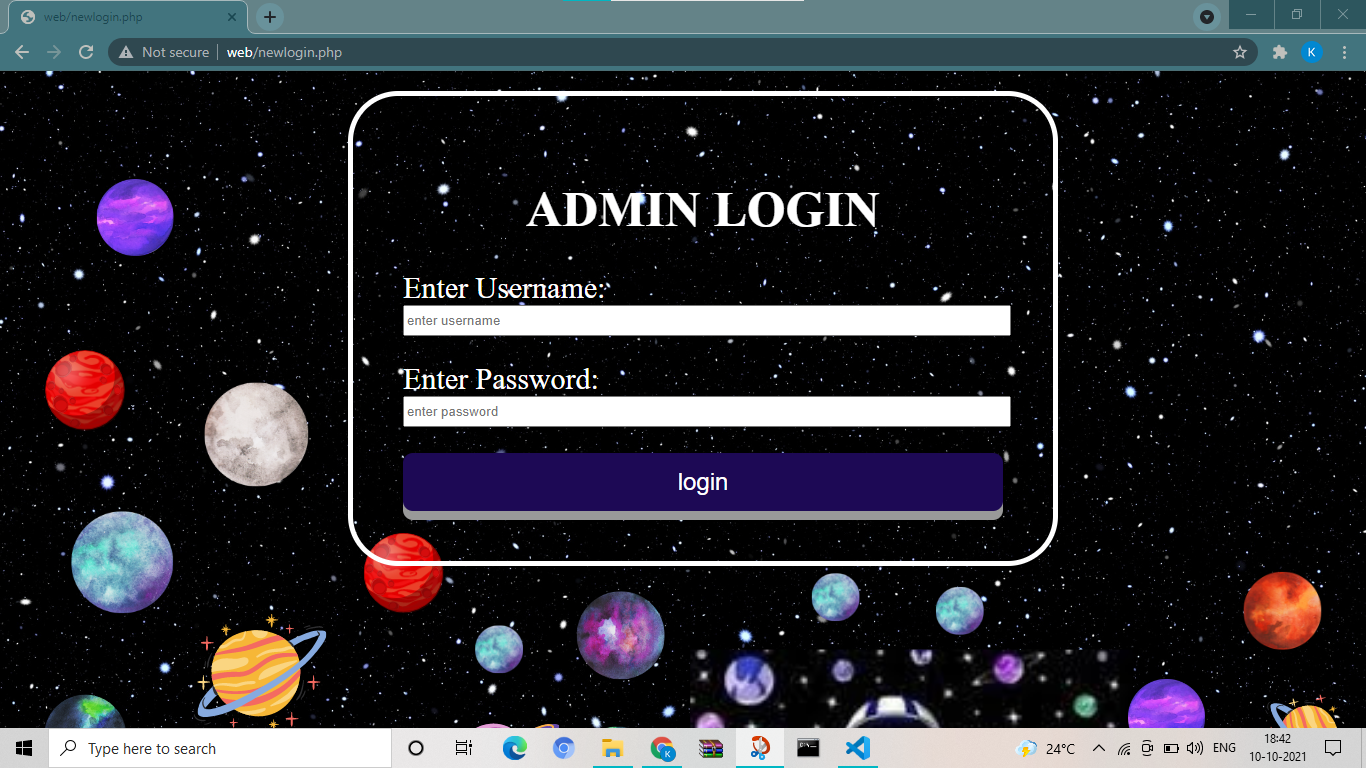 web/newlogin.php
Not secure
web/newlogin.php
K
ADMIN LOGIN
Enter Username:
enter username
Enter Password:
enter password
login
Type here to search
K
24°C
ENG
18:42
10-10-2021